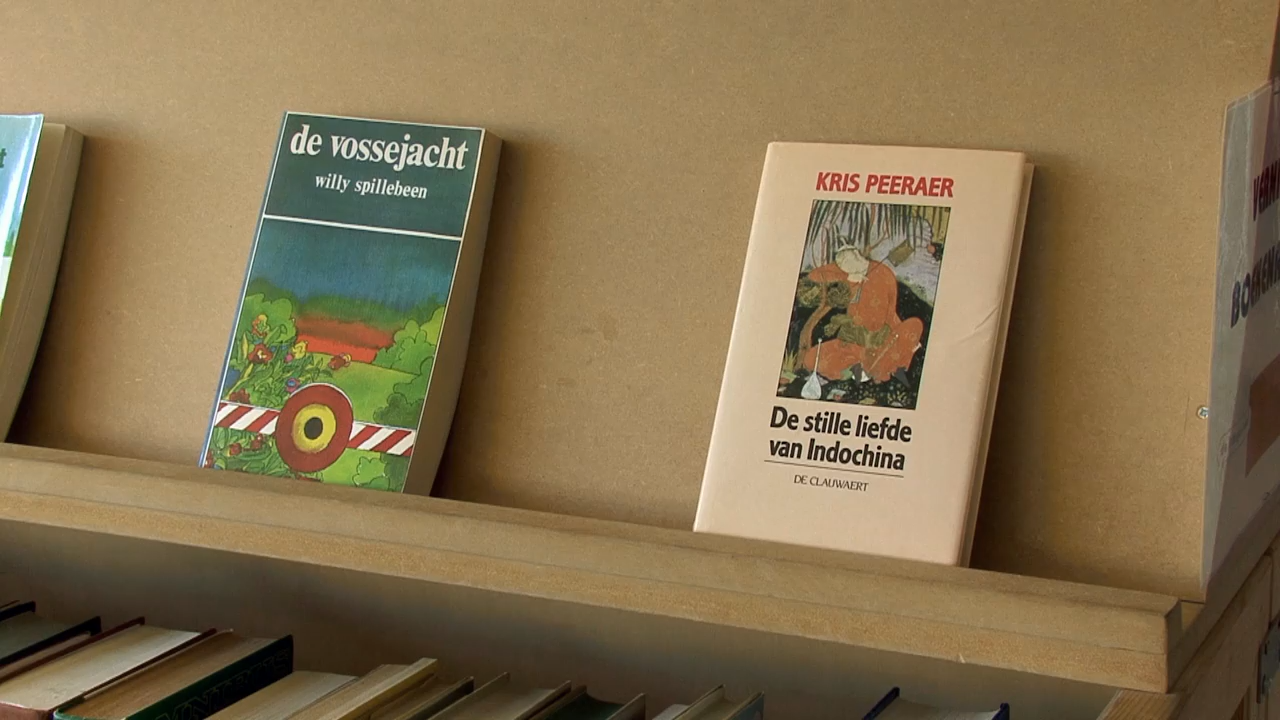 de vossejacht
willy spillebeen
KRIS PEERAER
De stille liefde
van Indochina
DE CLAUWAERT